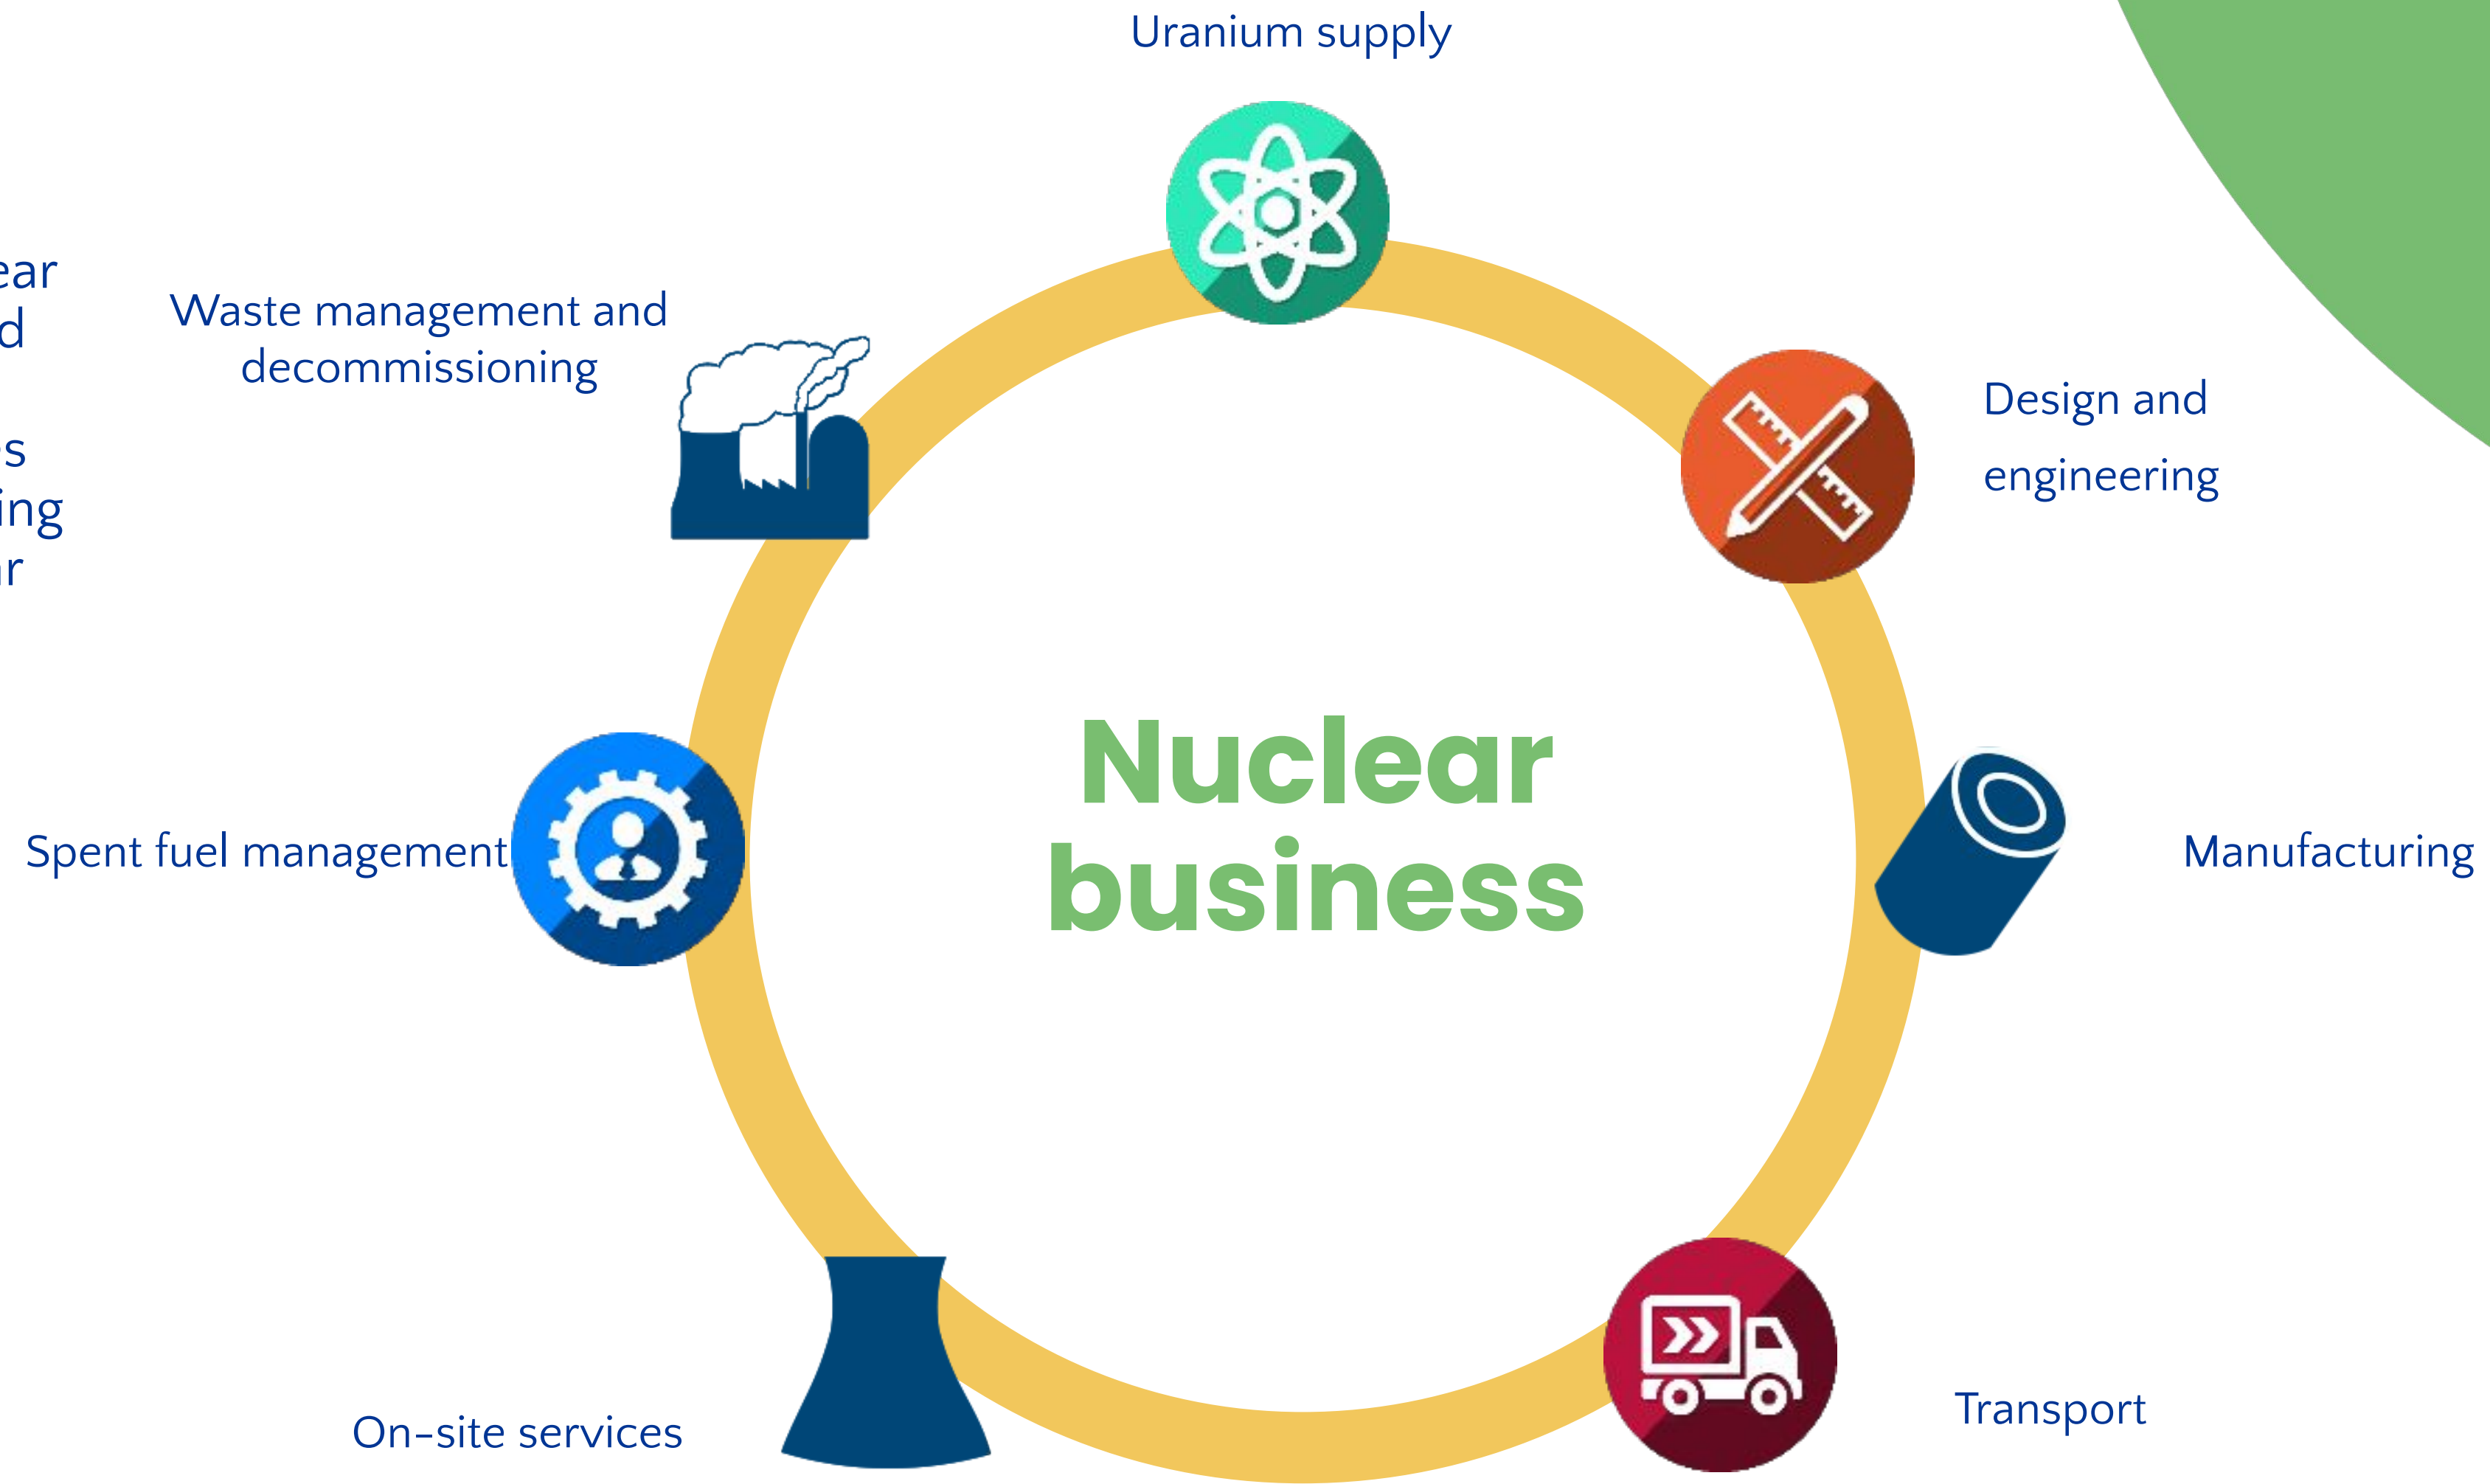 Uranium supply
Waste management and
decommissioning
Design and
engineering
Nuclear
business
Spent fuel management
Manufacturing
On-site services
Transport